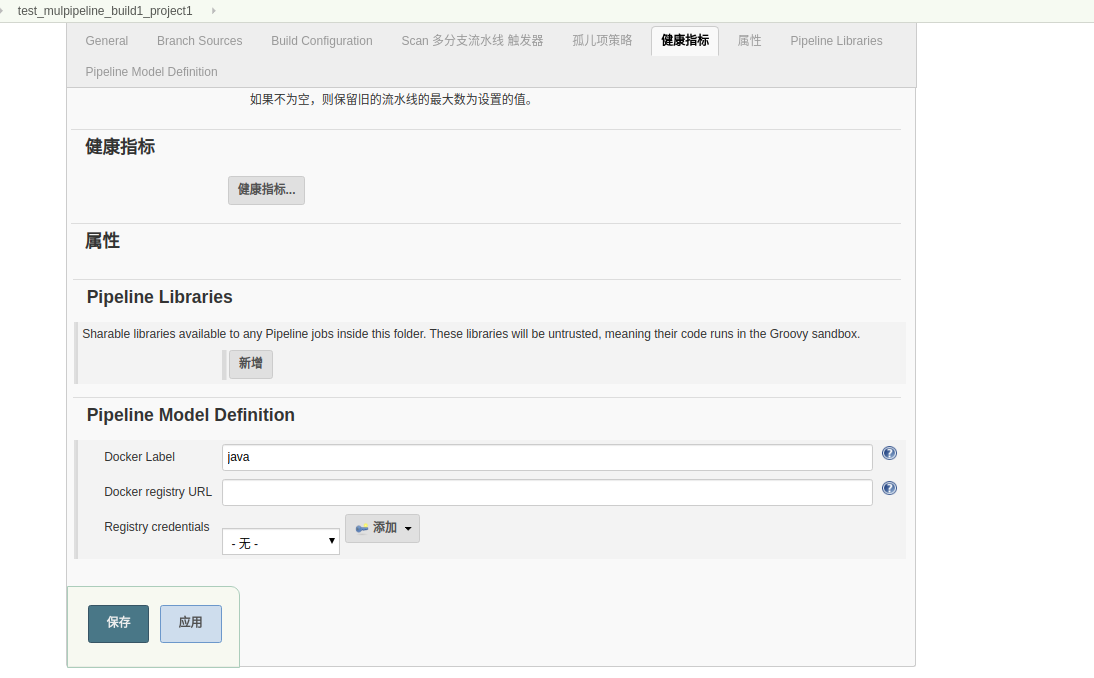 test_mulpipeline_build1_project1
General Branch Sources Build Configuration Scan 多分支流水线 触发器 孤儿项策略 健康指标 属性 Pipeline Libraries
Pipeline Model Definition
如果不为空，则保留旧的流水线的最大数为设置的值。
健康指标
健康指标...
属性
Pipeline Libraries
Sharable libraries available to any Pipeline jobs inside this folder. These libraries will be untrusted, meaning their code runs in the Groovy sandbox.
新增
Pipeline Model Definition
Docker Label java
Docker registry URL
Registry credentials - 无 - 添加
保存 应用